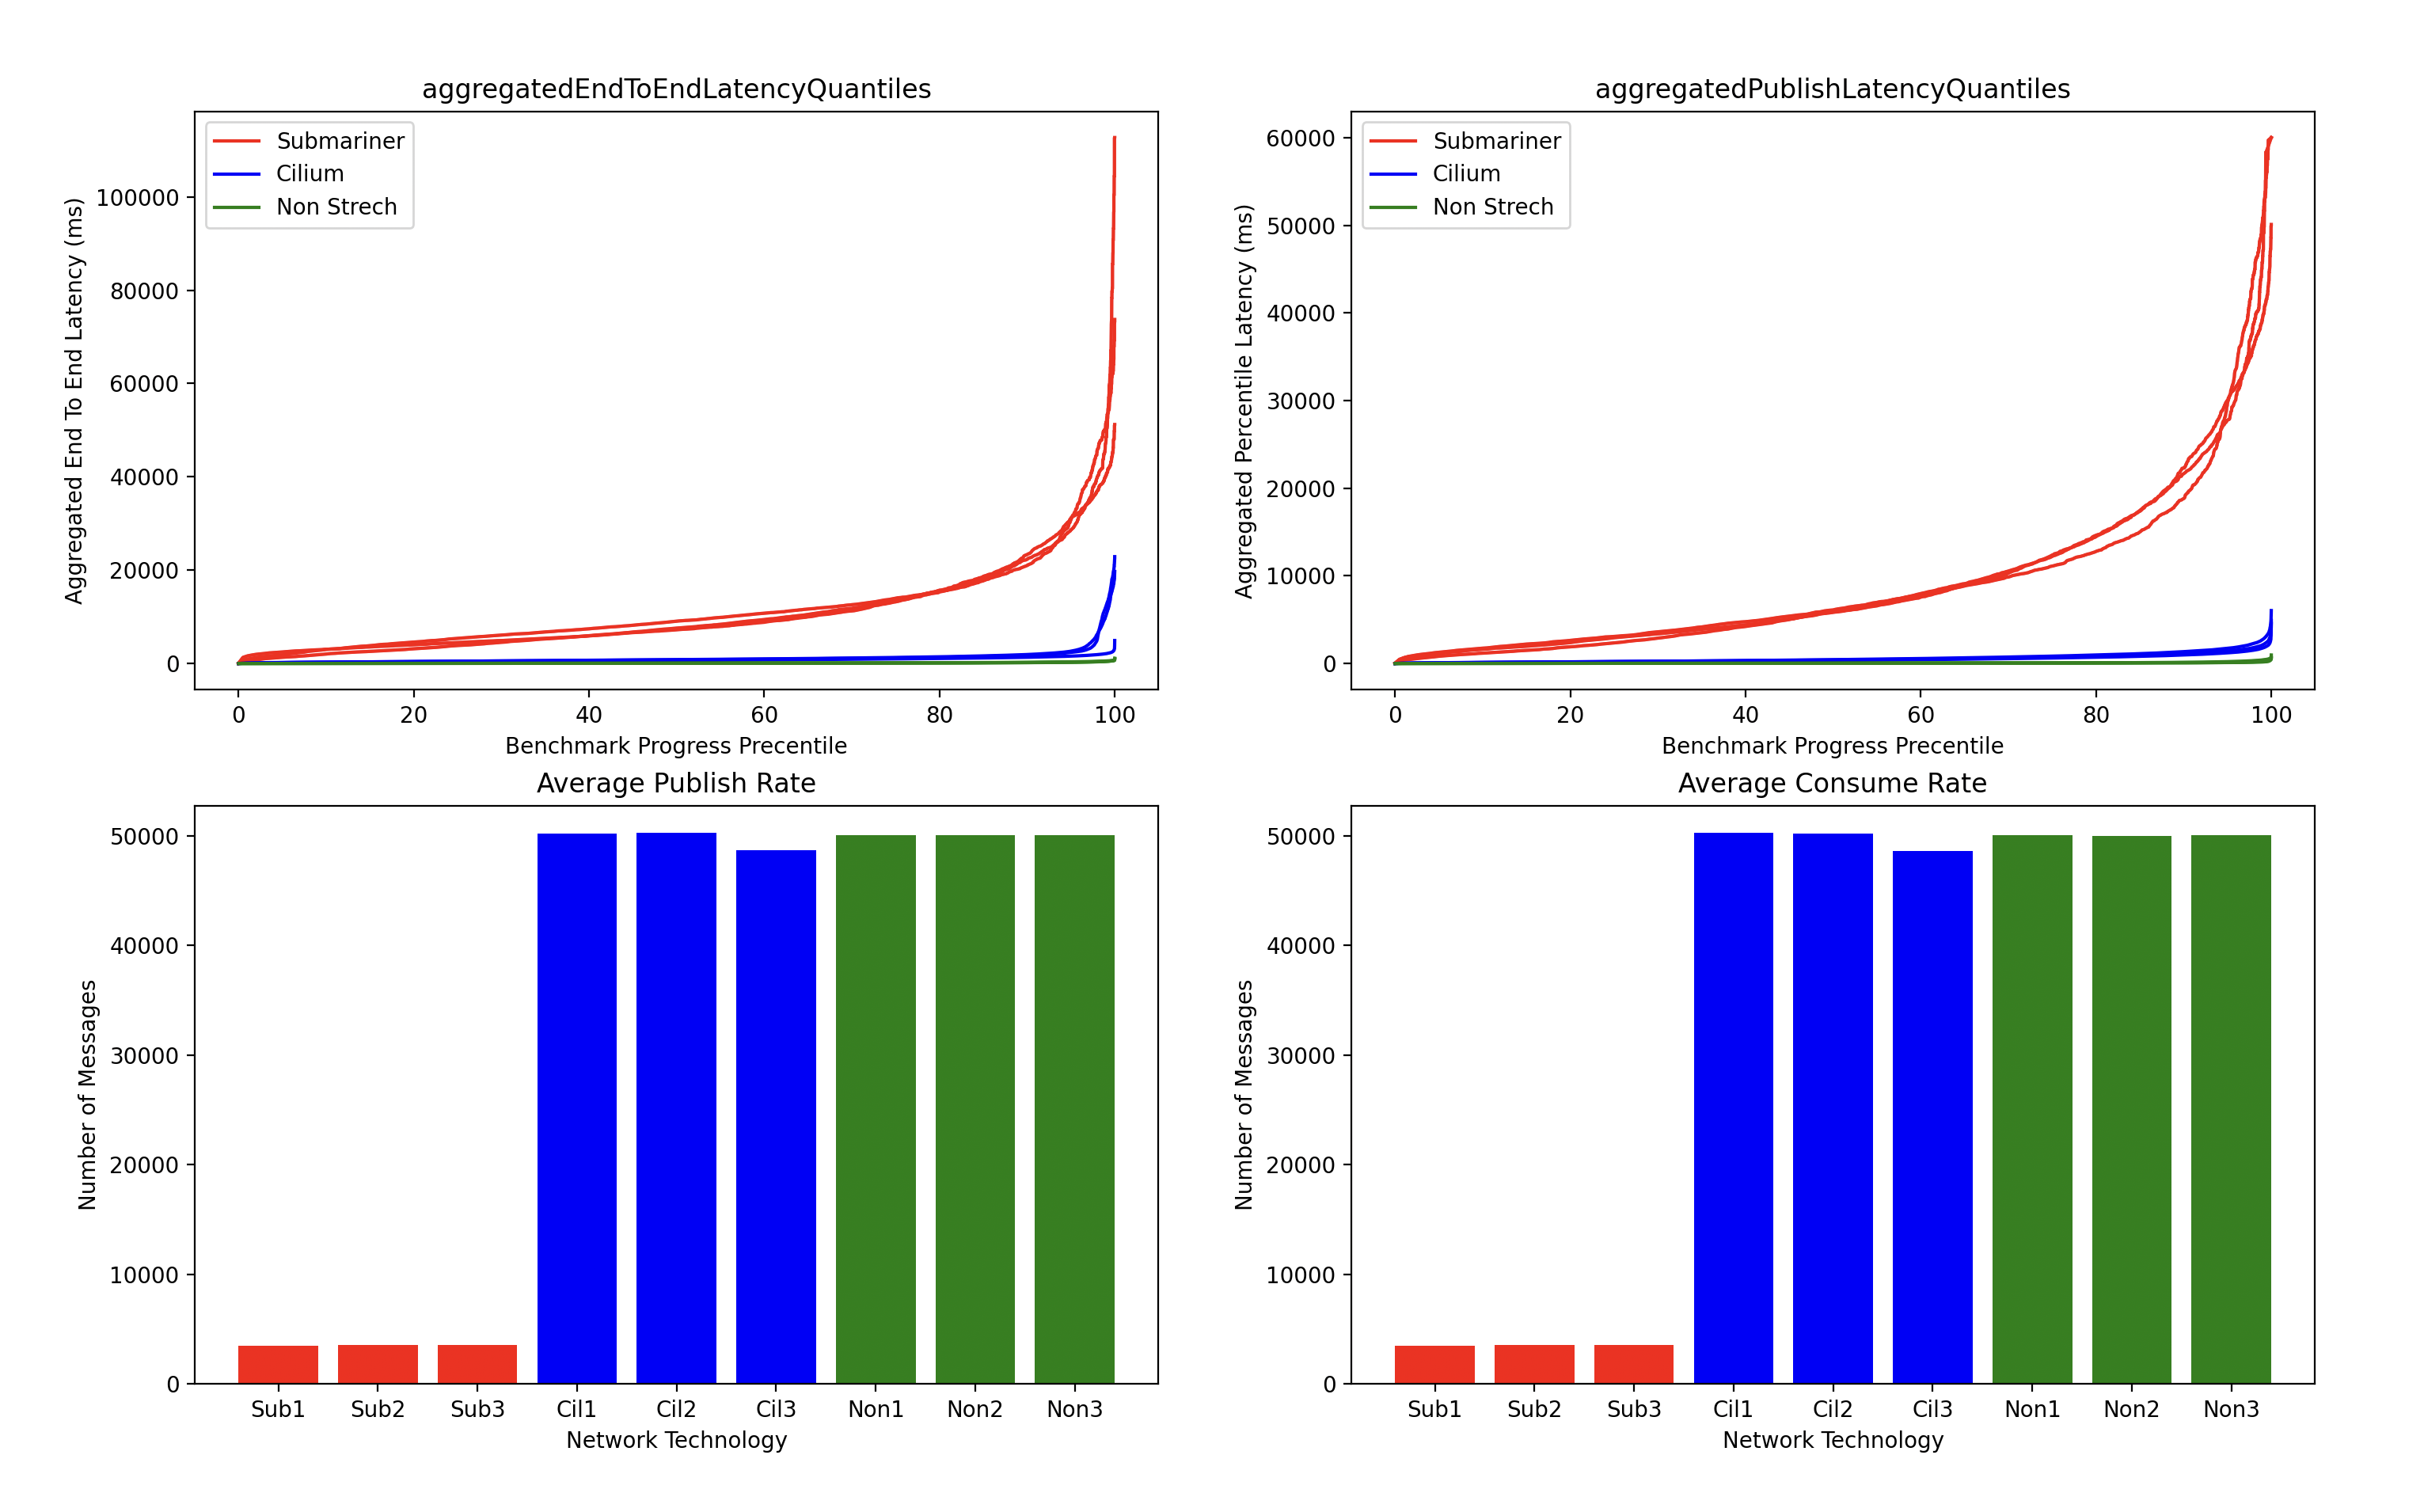 aggregatedEndToEndLatencyQuantiles
Submariner
Cilium
Non Strech
Aggregated End To End Latency (ms)
100000
80000
60000
40000
20000
0
0 20 40 60 80 100
Benchmark Progress Precentile
aggregatedPublishLatencyQuantiles
Submariner
Cilium
Non Strech
Aggregated Percentile Latency (ms)
60000
50000
40000
30000
20000
10000
0
0 20 40 60 80 100
Benchmark Progress Precentile
Average Publish Rate
Number of Messages
50000
40000
30000
20000
10000
0
Sub1 Sub2 Sub3 Cil1 Cil2 Cil3 Non1 Non2 Non3
Network Technology
Average Consume Rate
Number of Messages
50000
40000
30000
20000
10000
0
Sub1 Sub2 Sub3 Cil1 Cil2 Cil3 Non1 Non2 Non3
Network Technology